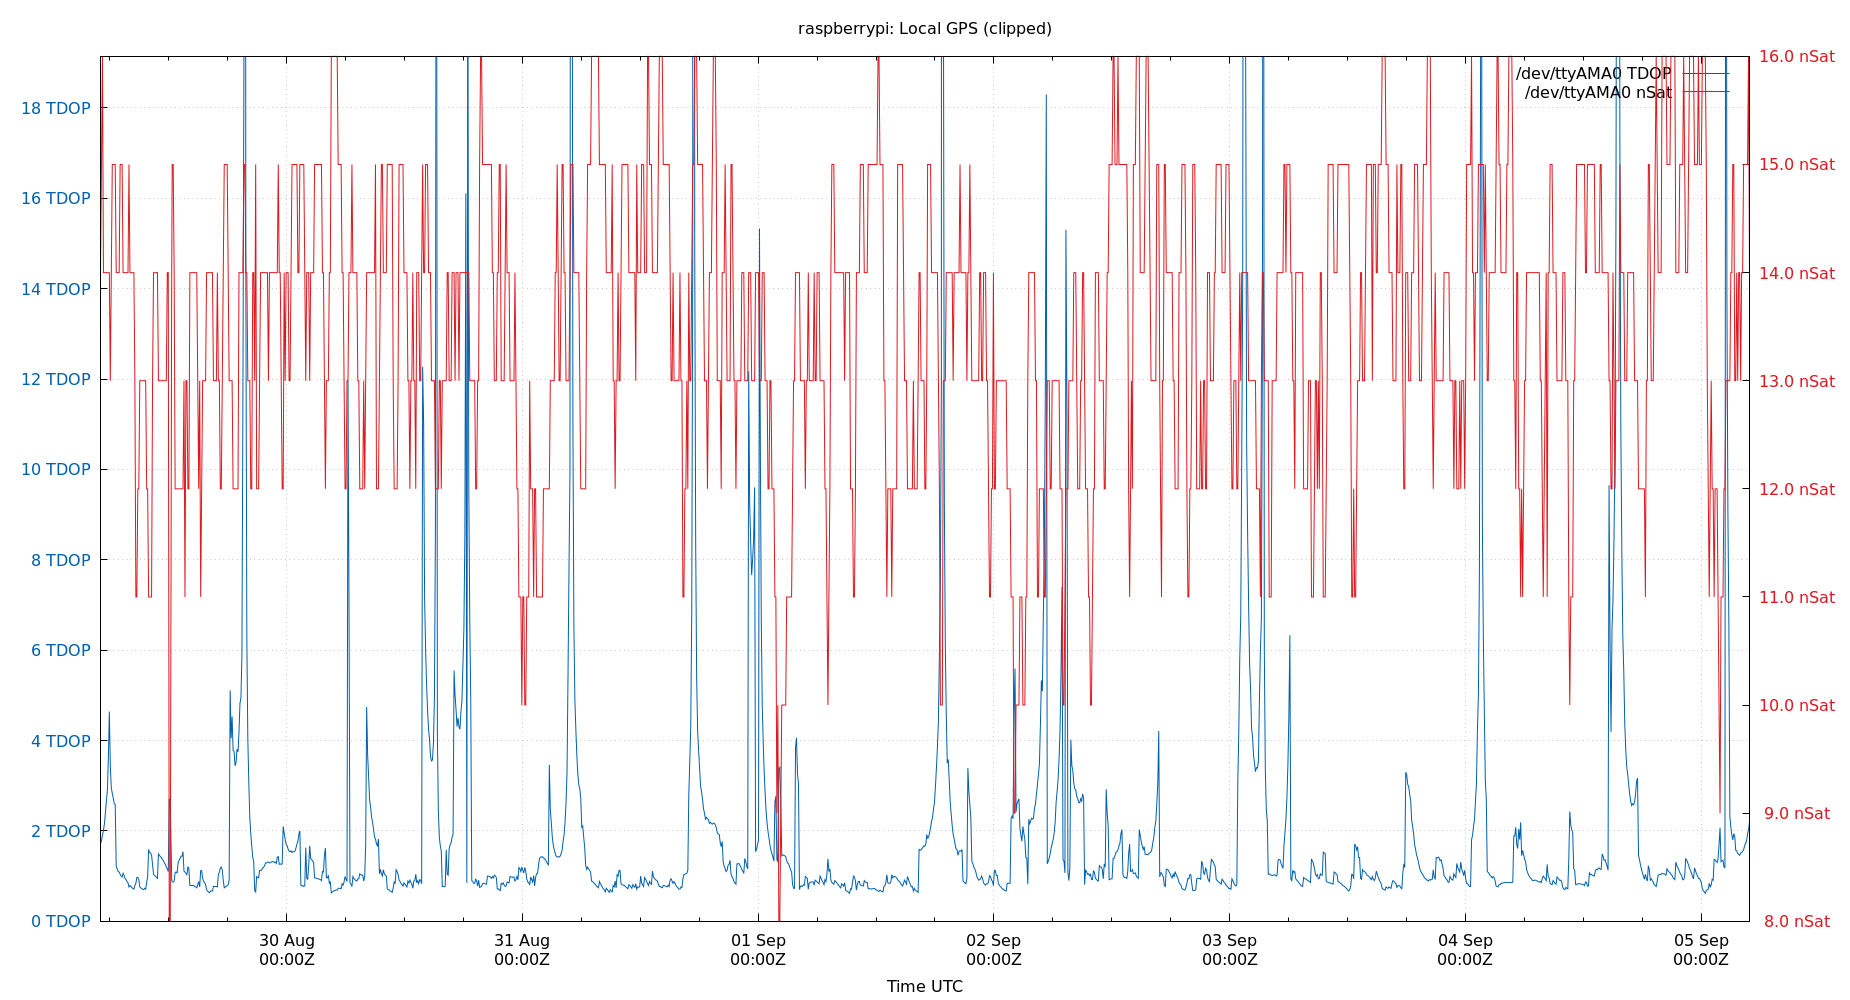 raspberrypi: Local GPS (clipped)
/dev/ttyAMA0 TDOP
/dev/ttyAMA0 nSat
18 TDOP
16 TDOP
14 TDOP
12 TDOP
10 TDOP
8 TDOP
6 TDOP
4 TDOP
2 TDOP
0 TDOP
16.0 nSat
15.0 nSat
14.0 nSat
13.0 nSat
12.0 nSat
11.0 nSat
10.0 nSat
9.0 nSat
8.0 nSat
30 Aug
00:00Z
31 Aug
00:00Z
01 Sep
00:00Z
02 Sep
00:00Z
03 Sep
00:00Z
04 Sep
00:00Z
05 Sep
00:00Z
Time UTC